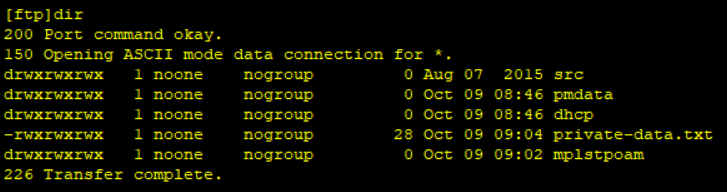 [ftp]dir
200 Port command okay.
150 Opening ASCII mode data connection for *.
drwxrwxrwx   1 noone    nogroup         0 Aug 07  2015 src
drwxrwxrwx   1 noone    nogroup         0 Oct 09 08:46 pmdata
drwxrwxrwx   1 noone    nogroup         0 Oct 09 08:46 dhcp
-rwxrwxrwx   1 noone    nogroup        28 Oct 09 09:04 private-data.txt
drwxrwxrwx   1 noone    nogroup         0 Oct 09 09:02 mplstpoam
226 Transfer complete.